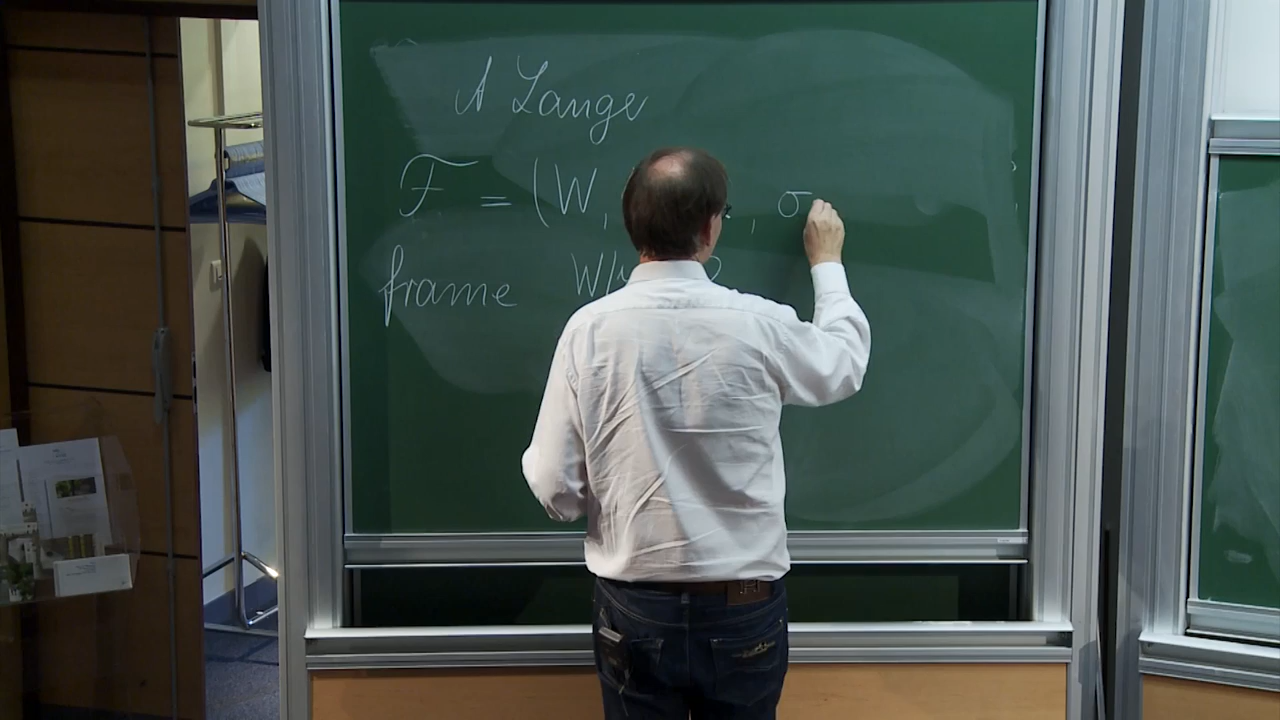 A Lange
F = (W, , σ
frame W/